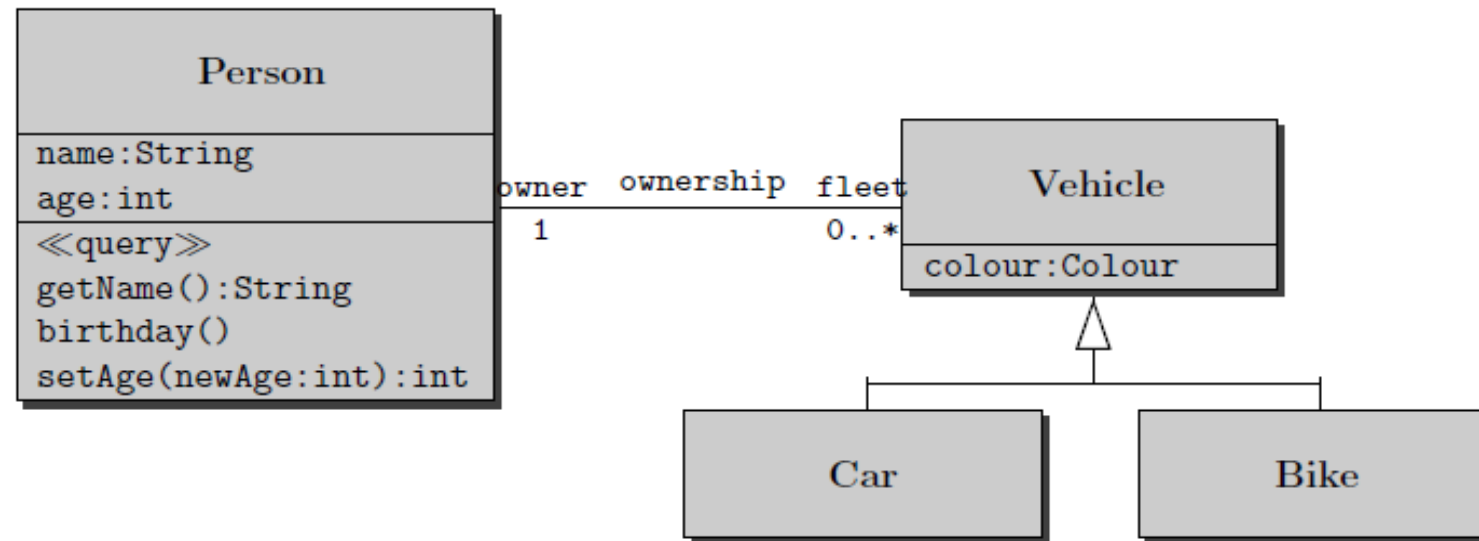 Person
name:String
age:int
≪query≫
getName():String
birthday()
setAge(newAge:int):int
owner ownership fleet
1 0..*
Vehicle
colour:Colour
Car
Bike